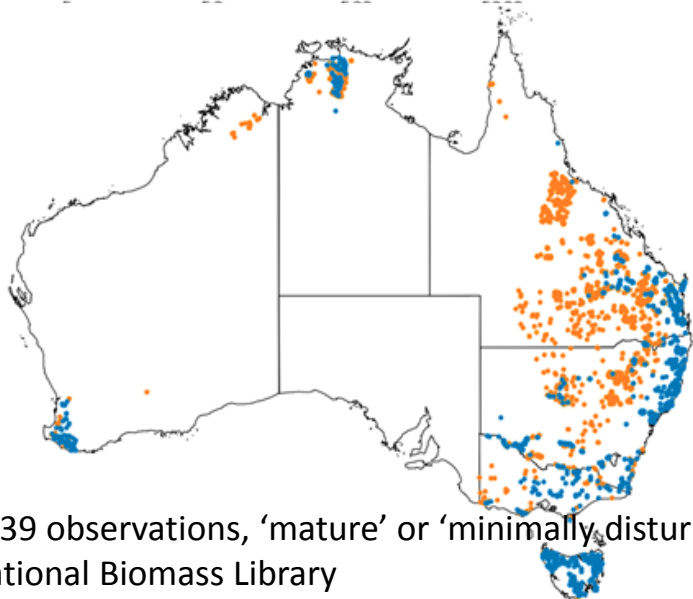 39 observations, ‘mature’ or ‘minimally distur
tional Biomass Library